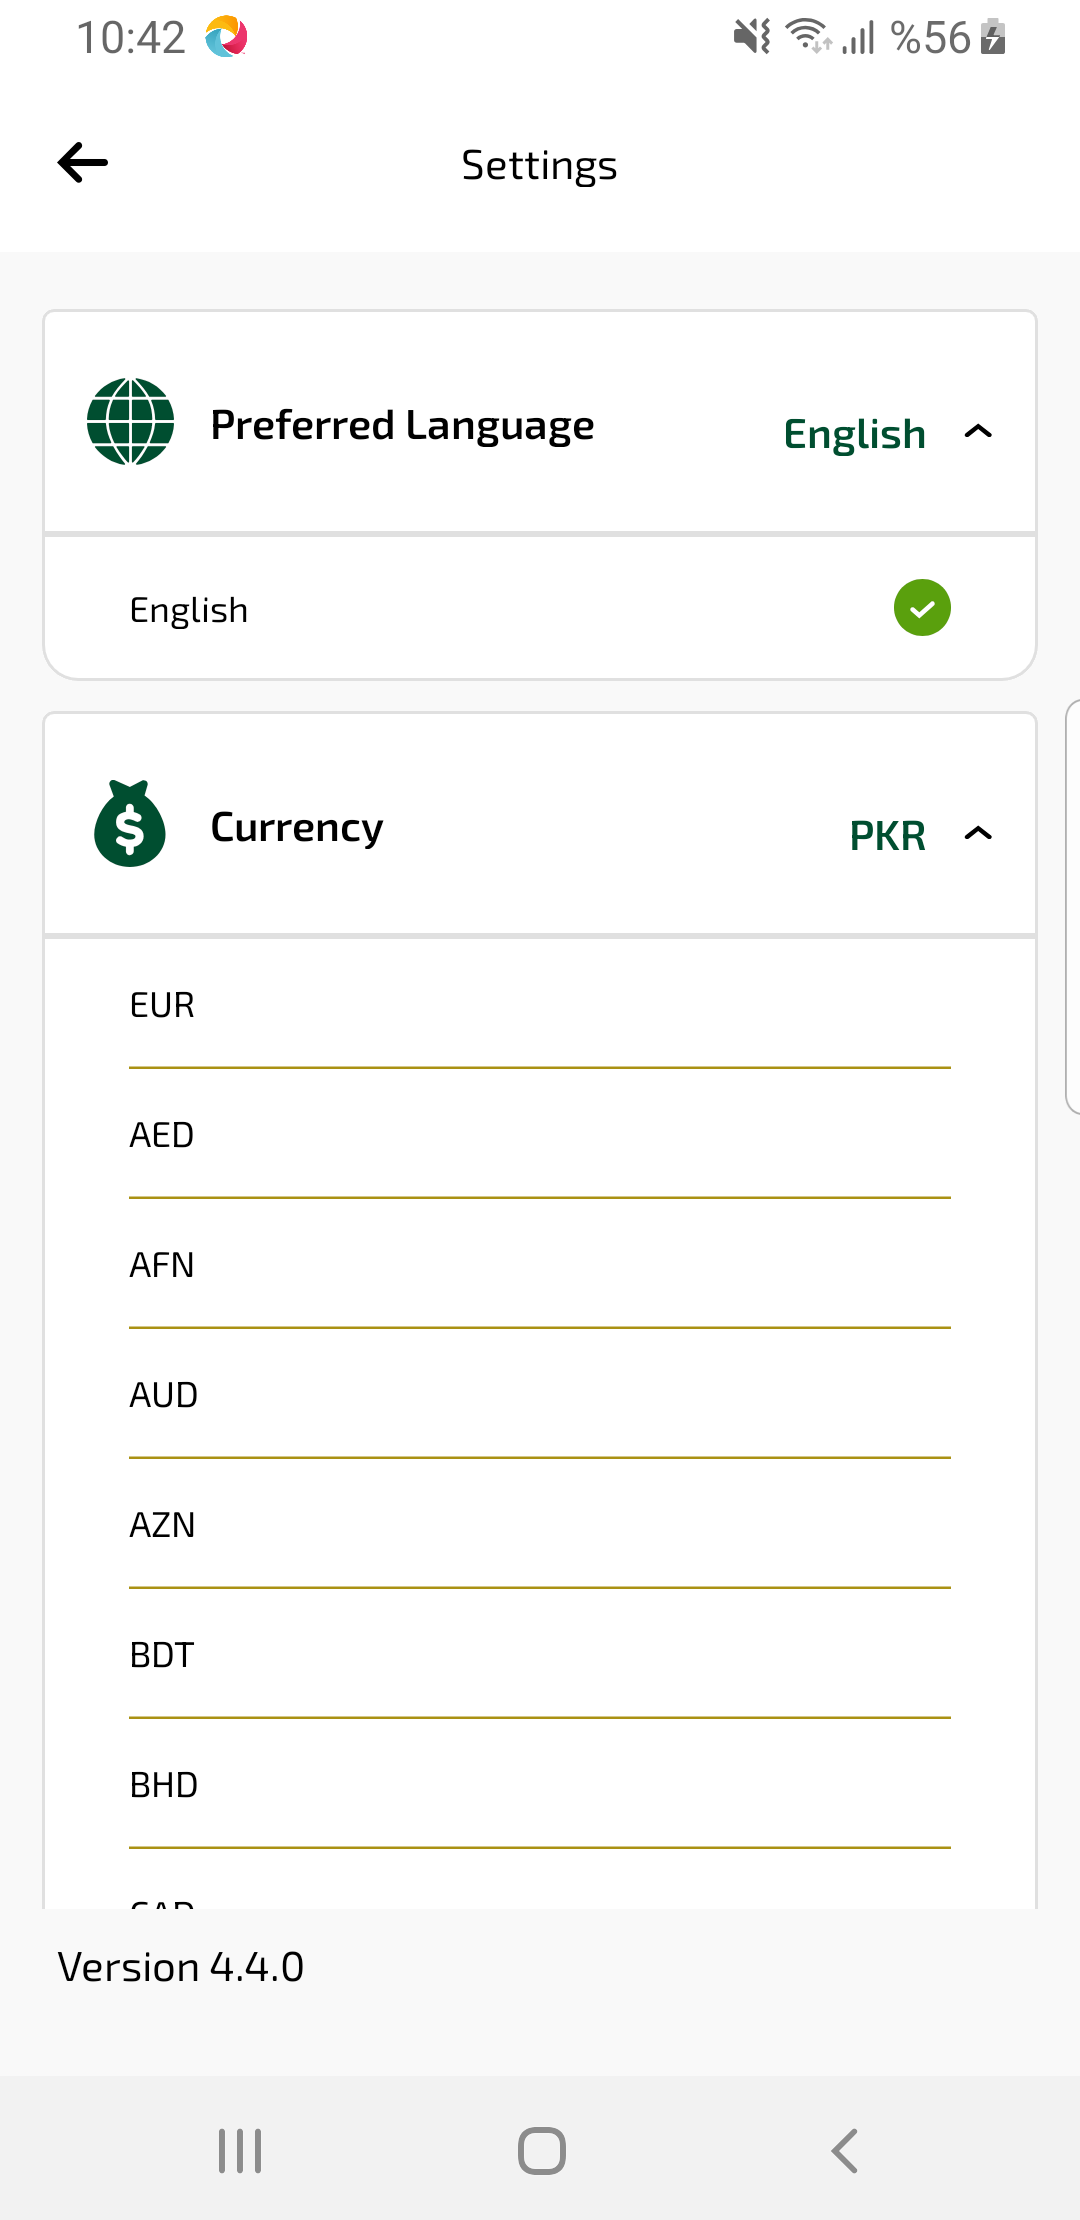 10:42 %56
Settings
Preferred Language English
English
Currency PKR
EUR
AED
AFN
AUD
AZN
BDT
BHD
Version 4.4.0